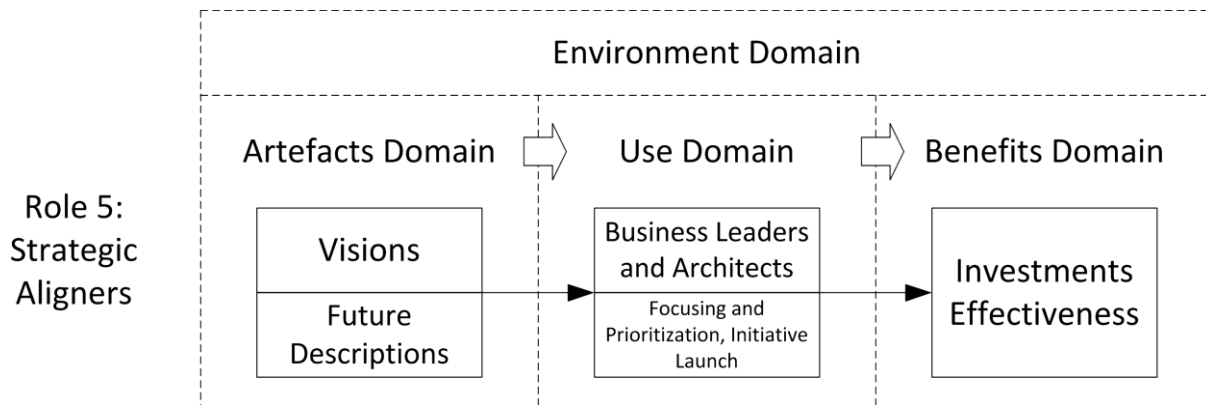 Environment Domain
Artefacts Domain
Use Domain
Benefits Domain
Role 5:
Strategic
Aligners
Visions
Future
Descriptions
Business Leaders
and Architects
Focusing and
Prioritization, Initiative
Launch
Investments
Effectiveness